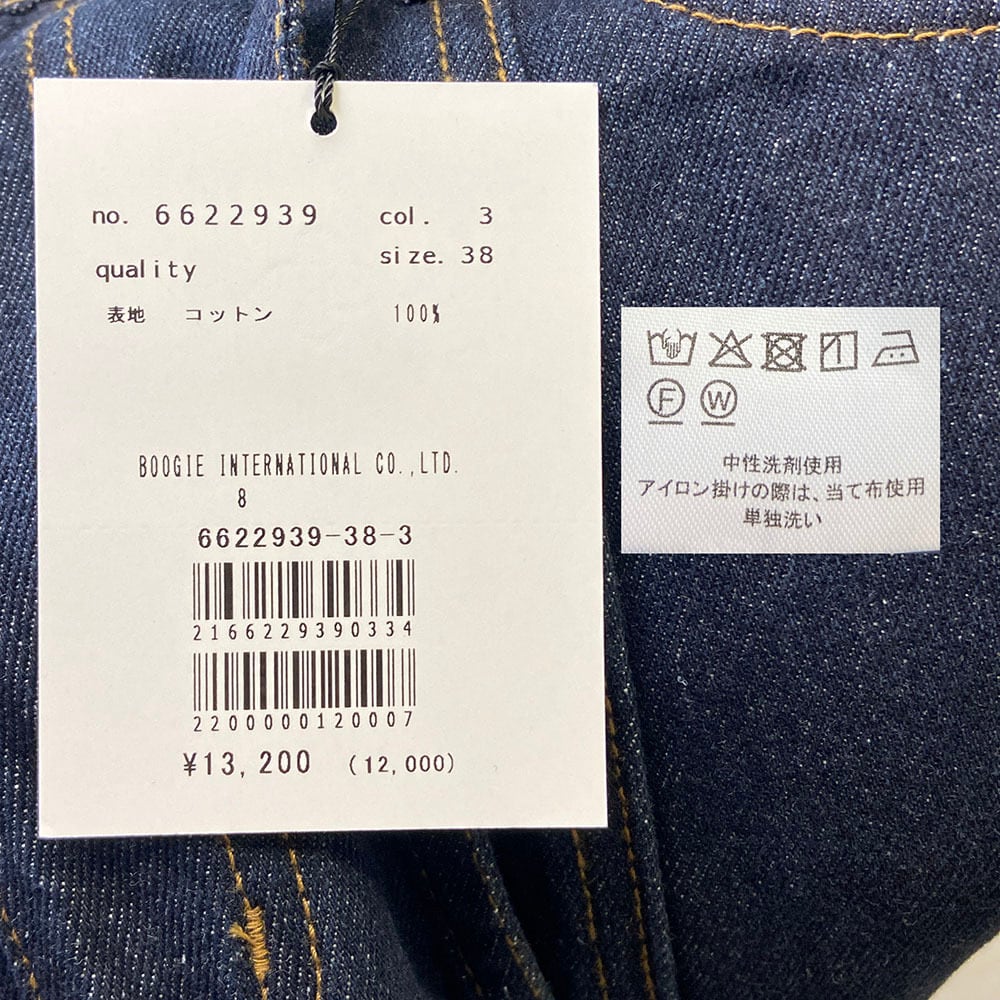 no. 6622939 col. 3
size. 38
quality
表地 コットン 100%
BOOGIE INTERNATIONAL CO.,LTD.
8
6622939-38-3
2166229390334
2200000120007
¥13,200 (12,000)
F W
中性洗剤使用
アイロン掛けの際は、当て布使用
単独洗い